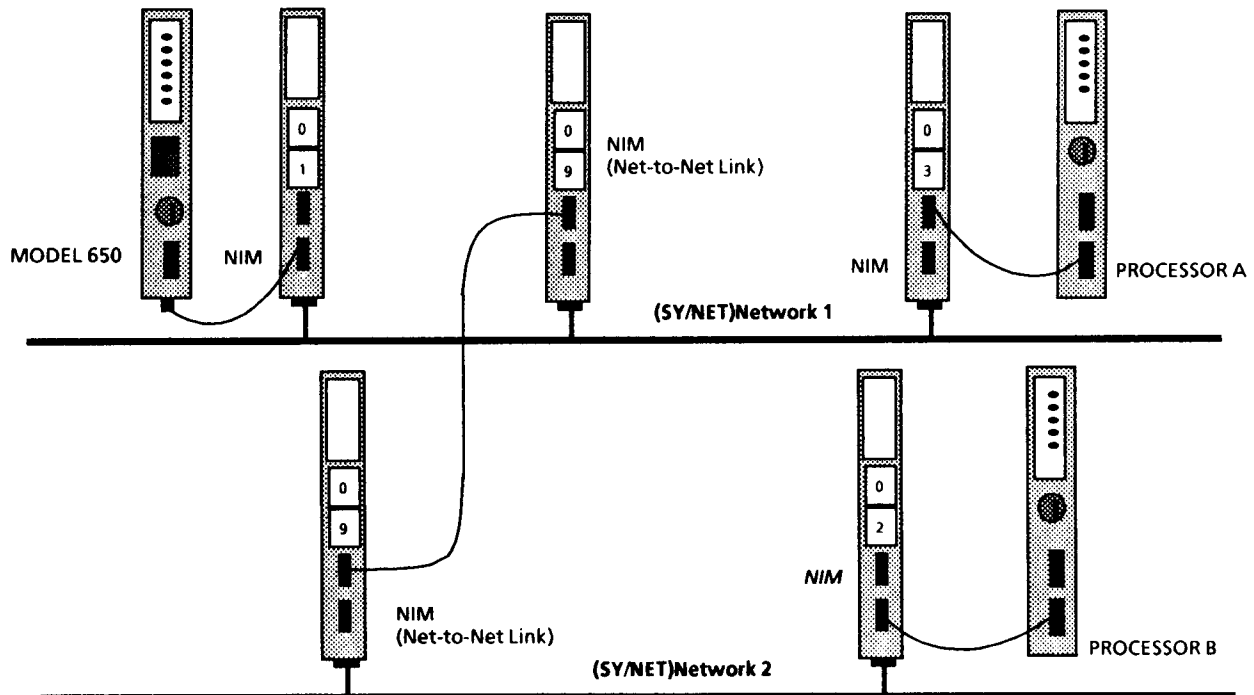 0
1
0
9
0
3
NIM
(Net-to-Net Link)
MODEL 650
NIM
NIM
PROCESSOR A
(SY/NET)Network 1
0
9
0
2
NIM
NIM
(Net-to-Net Link)
PROCESSOR B
(SY/NET)Network 2